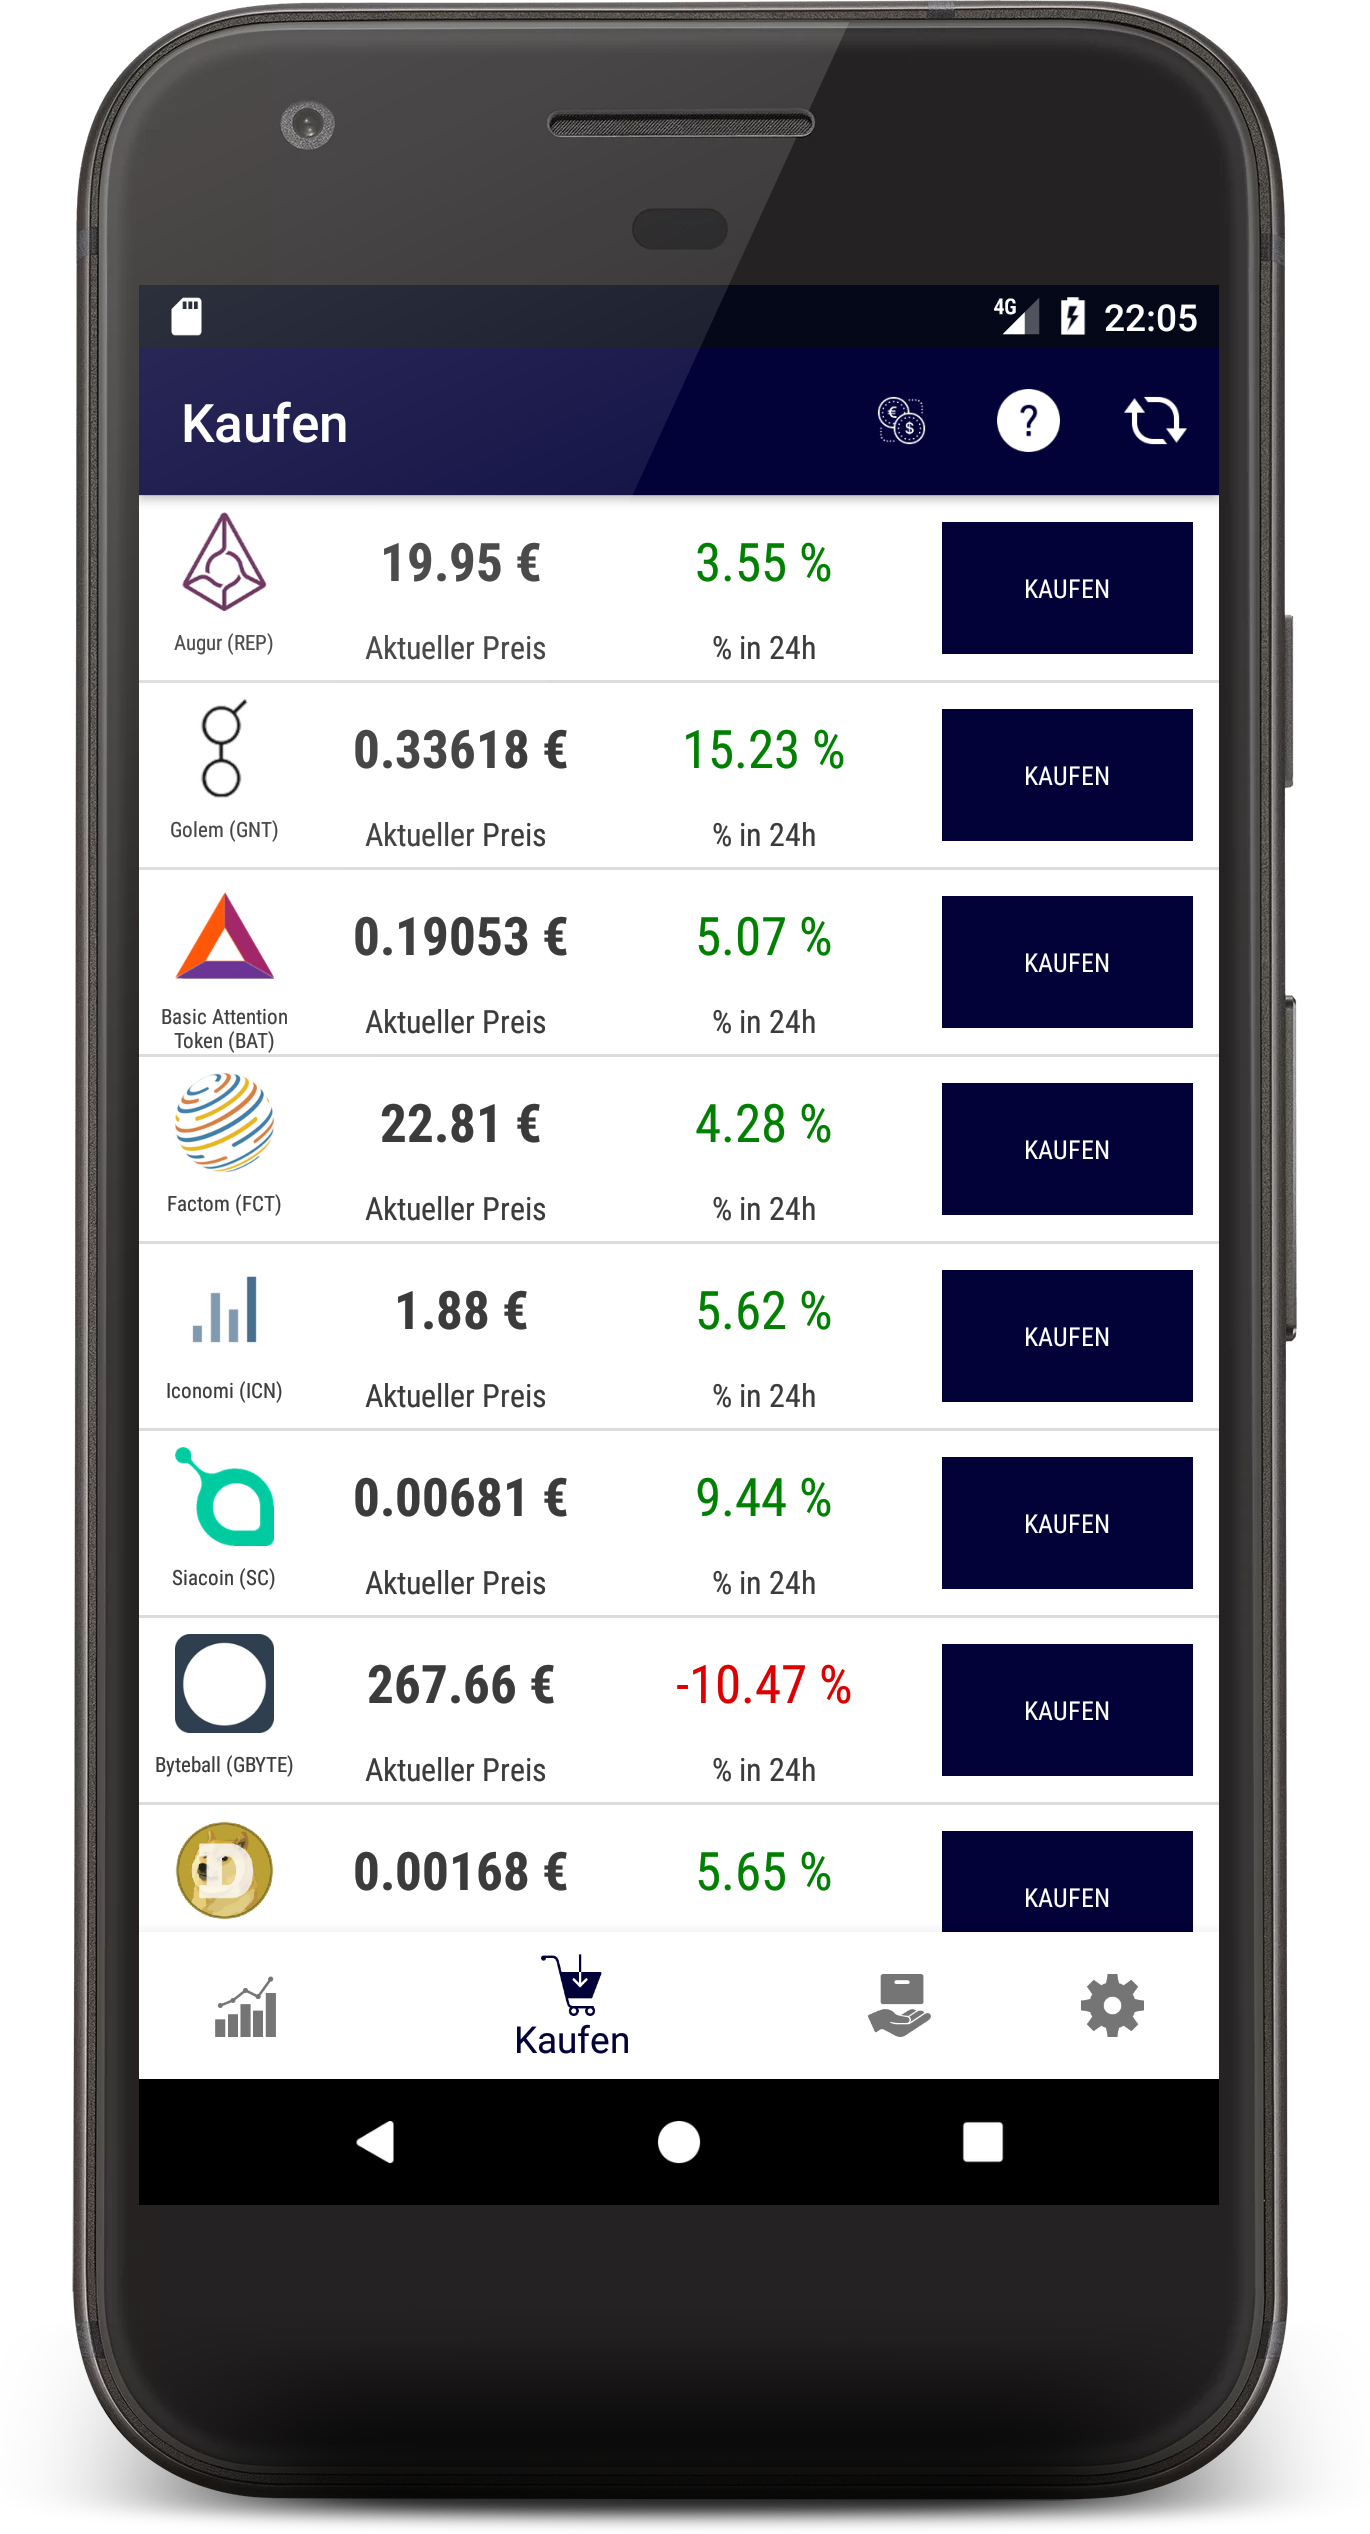 4G 22:05
Kaufen
€ $ ?
19.95 € 3.55 % KAUFEN
Augur (REP) Aktueller Preis % in 24h
0.33618 € 15.23 % KAUFEN
Golem (GNT) Aktueller Preis % in 24h
0.19053 € 5.07 % KAUFEN
Basic Attention Aktueller Preis % in 24h
Token (BAT)
22.81 € 4.28 % KAUFEN
Factom (FCT) Aktueller Preis % in 24h
1.88 € 5.62 % KAUFEN
Iconomi (ICN) Aktueller Preis % in 24h
0.00681 € 9.44 % KAUFEN
Siacoin (SC) Aktueller Preis % in 24h
267.66 € -10.47 % KAUFEN
Byteball (GBYTE) Aktueller Preis % in 24h
D 0.00168 € 5.65 % KAUFEN
Kaufen